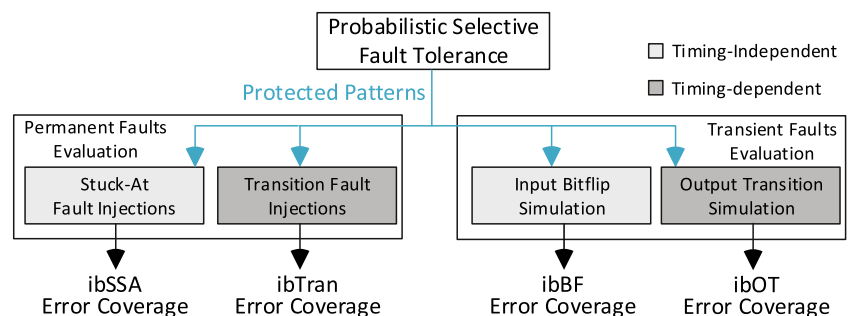 Probabilistic Selective
Fault Tolerance
Timing-Independent
Timing-dependent
Protected Patterns
Permanent Faults
Evaluation
Transient Faults
Evaluation
Stuck-At
Fault Injections
Transition Fault
Injections
Input Bitflip
Simulation
Output Transition
Simulation
ibSSA
Error Coverage
ibTran
Error Coverage
ibBF
Error Coverage
ibOT
Error Coverage